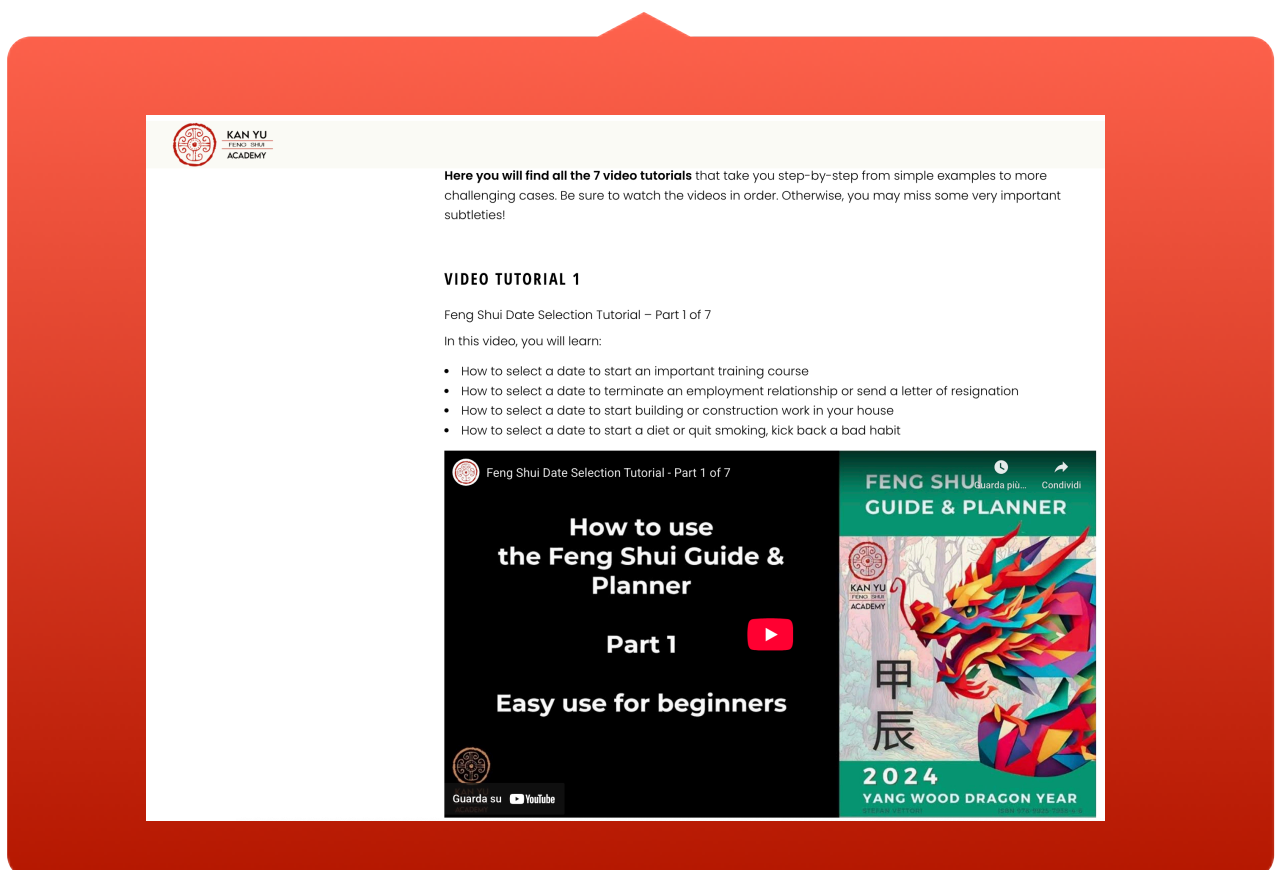 KAN YU
FENG SHUI
ACADEMY
Here you will find all the 7 video tutorials that take you step-by-step from simple examples to more
challenging cases. Be sure to watch the videos in order. Otherwise, you may miss some very important
subtleties!
VIDEO TUTORIAL 1
Feng Shui Date Selection Tutorial – Part 1 of 7
In this video, you will learn:
• How to select a date to start an important training course
• How to select a date to terminate an employment relationship or send a letter of resignation
• How to select a date to start building or construction work in your house
• How to select a date to start a diet or quit smoking, kick back a bad habit
Feng Shui Date Selection Tutorial - Part 1 of 7
How to use
the Feng Shui Guide &
Planner
Part 1
Easy use for beginners
KAN YU
Guarda su YouTube
Guarda più...
Condividi
FENG SHUI
GUIDE & PLANNER
KAN YU
FENG SHUI
ACADEMY
甲
辰
2024
YANG WOOD DRAGON YEAR